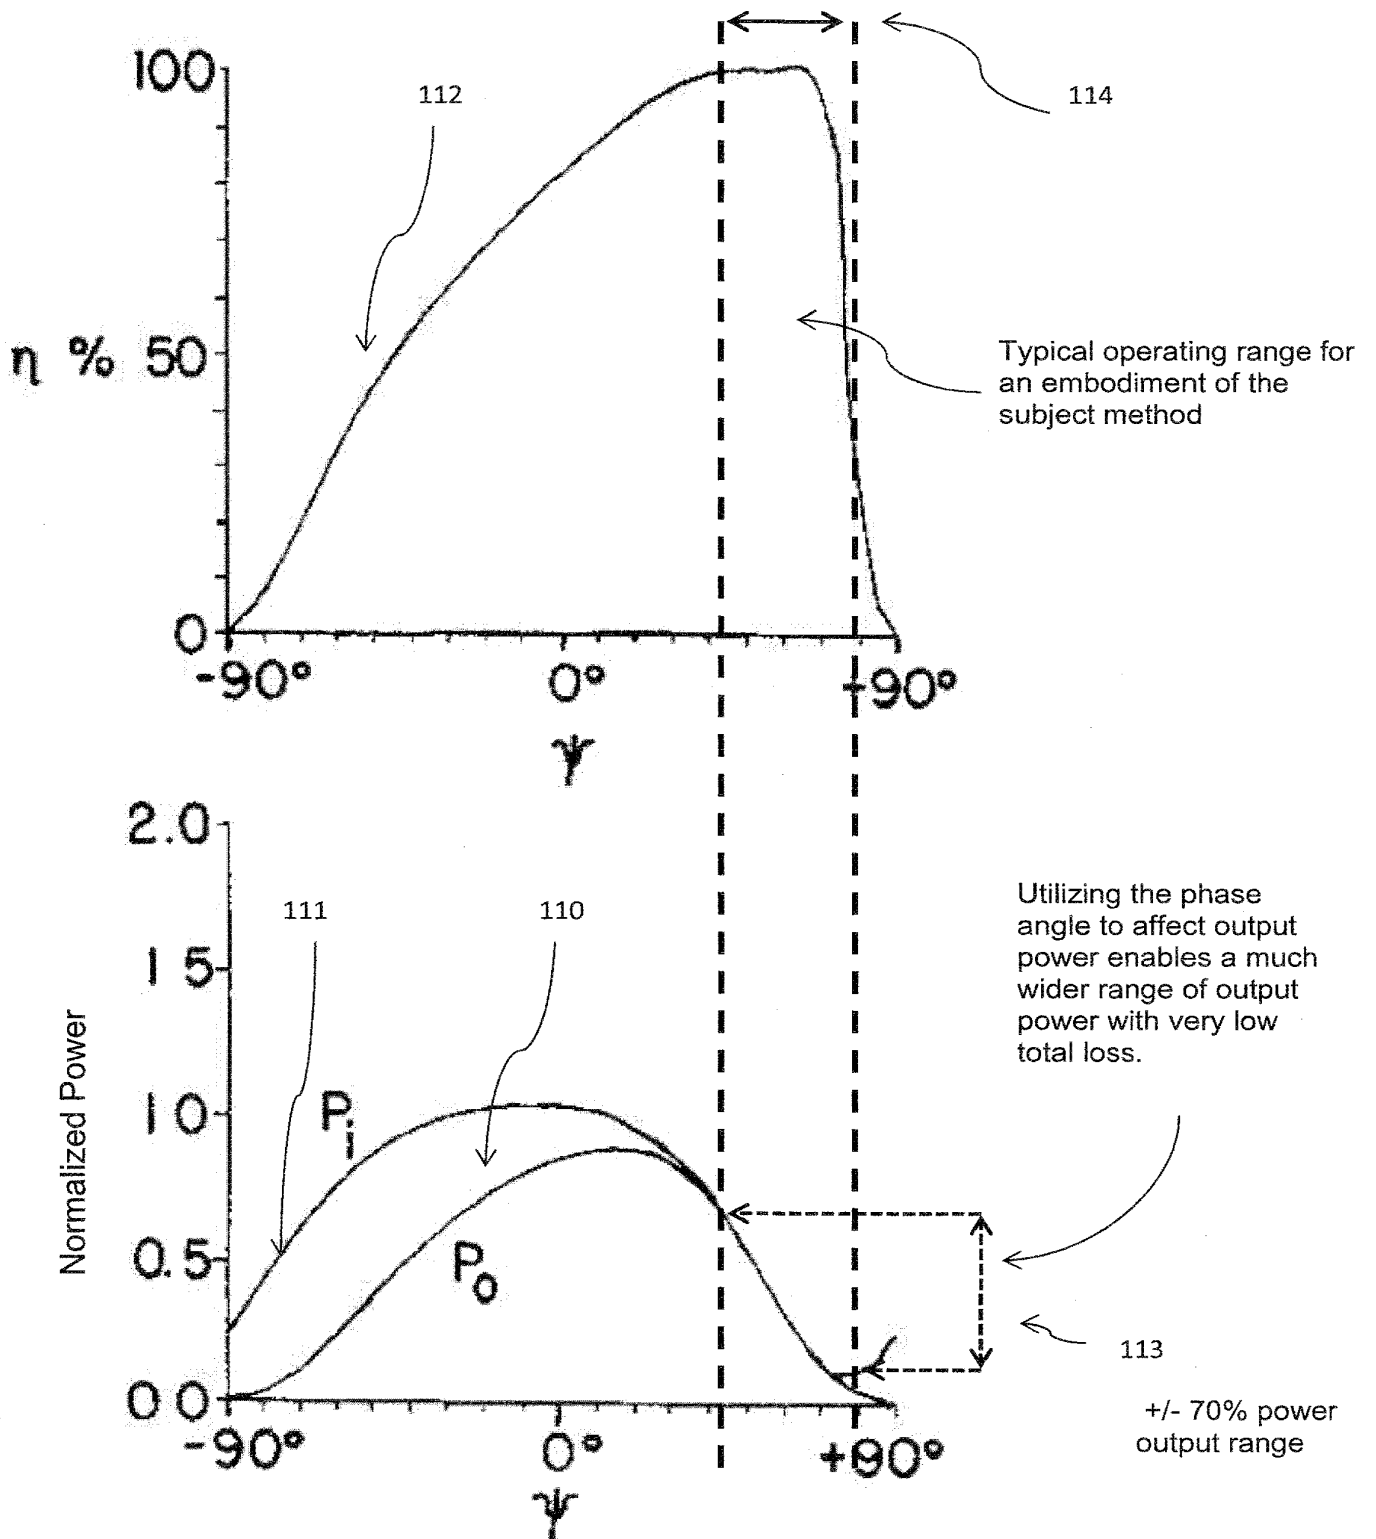 100
112
114
η % 50
Typical operating range for
an embodiment of the
subject method
0
-90° 0° +90°
ψ
2.0
111
110
Utilizing the phase
angle to affect output
power enables a much
wider range of output
power with very low
total loss.
1 5
Normalized Power
1 0
Pi
0.5
Po
113
0 0
+/- 70% power
output range
-90° 0° +90°
ψ